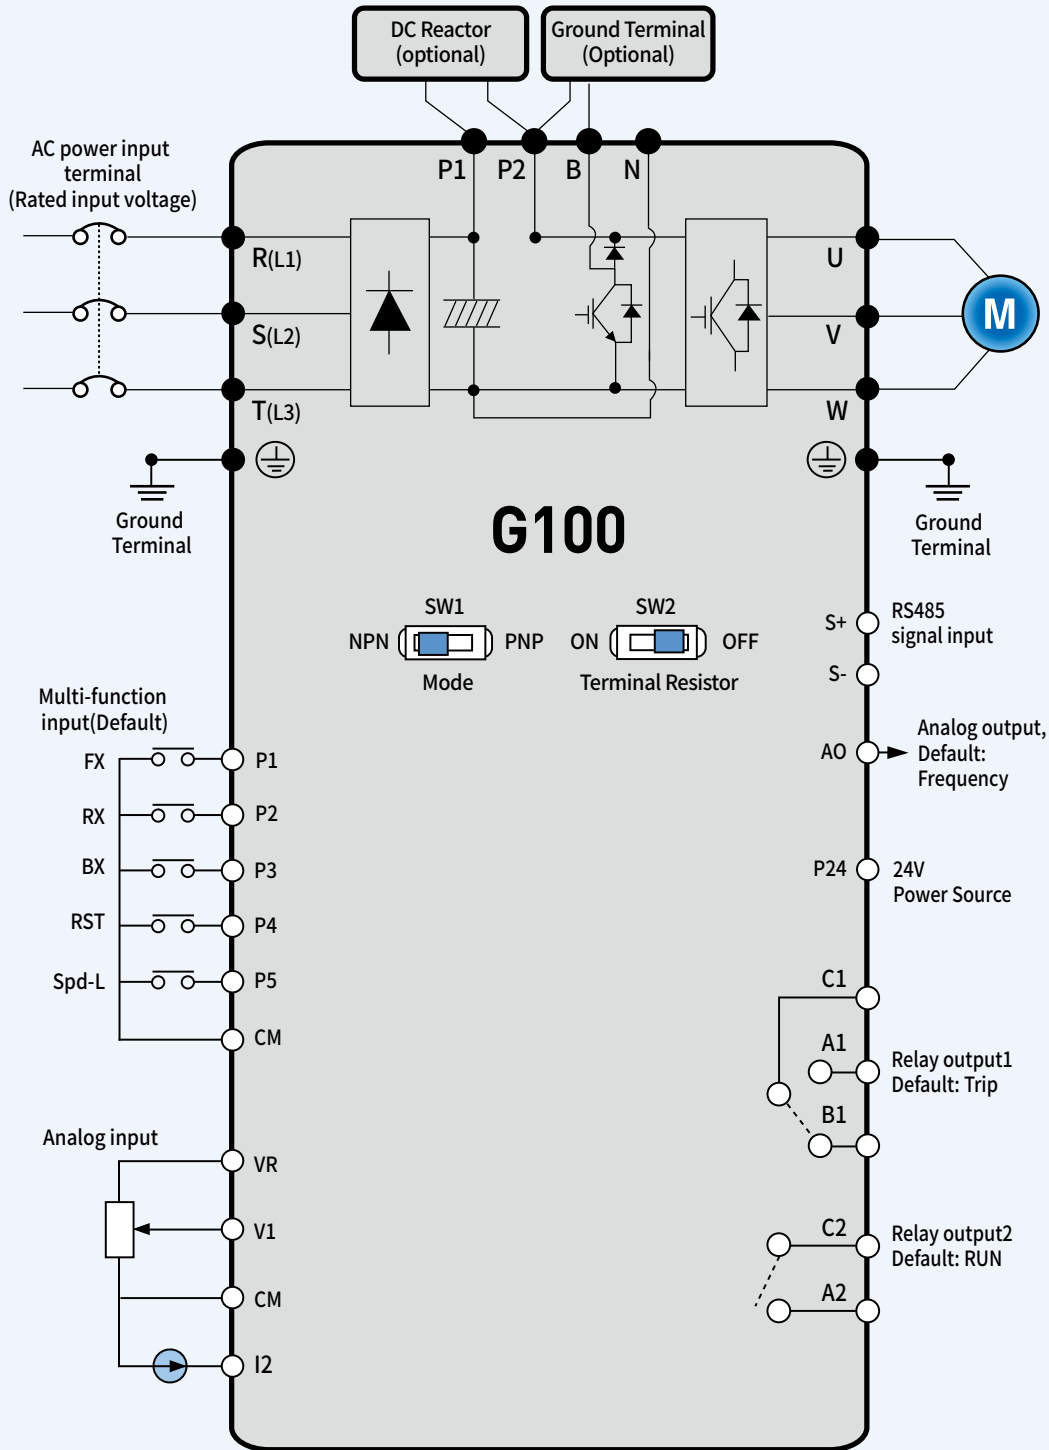 DC Reactor
(optional)
Ground Terminal
(Optional)
AC power input
terminal
(Rated input voltage)
P1
P2
B
N
R(L1)
S(L2)
T(L3)
U
V
W
M
Ground
Terminal
Ground
Terminal
G100
SW1
NPN
PNP
Mode
SW2
ON
OFF
Terminal Resistor
S+
RS485
signal input
S-
AO
Analog output,
Default:
Frequency
P24
24V
Power Source
Multi-function
input(Default)
FX
P1
RX
P2
BX
P3
RST
P4
Spd-L
P5
CM
C1
A1
B1
Relay output1
Default: Trip
Analog input
VR
V1
CM
I2
C2
A2
Relay output2
Default: RUN